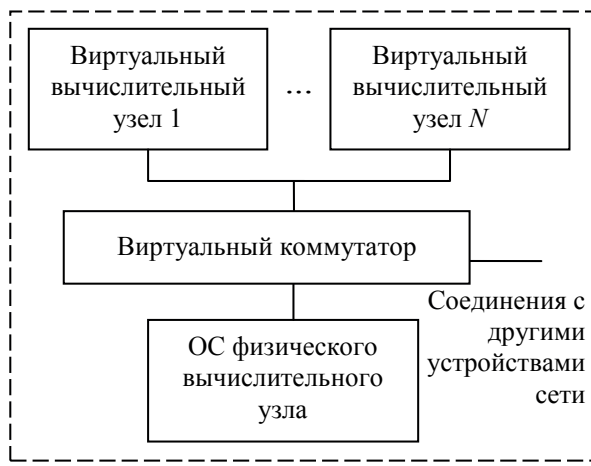 Виртуальный
вычислительный
узел 1
...
Виртуальный
вычислительный
узел N
Виртуальный коммутатор
Соединения с
другими
устройствами
сети
ОС физического
вычислительного
узла